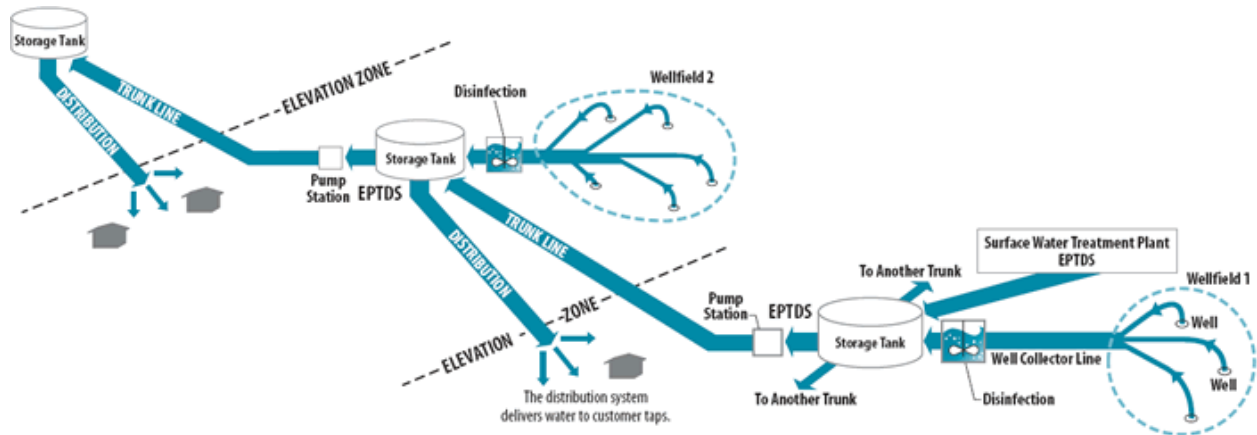 Storage Tank
TRUNK LINE
DISTRIBUTION
ELEVATION ZONE
Disinfection
Wellfield 2
Storage Tank
Pump
Station
EPTDS
TRUNK LINE
DISTRIBUTION
ELEVATION ZONE
The distribution system
delivers water to customer taps.
Surface Water Treatment Plant
EPTDS
To Another Trunk
Wellfield 1
Pump
Station
EPTDS
Storage Tank
Well Collector Line
Well
Well
To Another Trunk
Disinfection